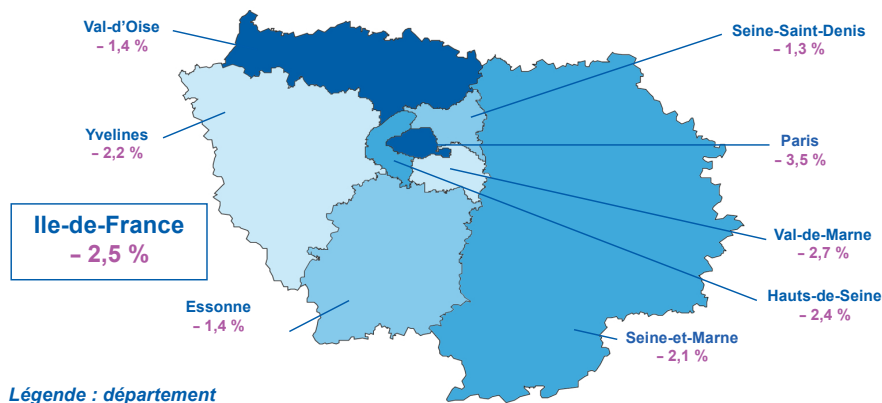 Val-d’Oise
– 1,4 %
Seine-Saint-Denis
– 1,3 %
Yvelines
– 2,2 %
Paris
– 3,5 %
Ile-de-France
– 2,5 %
Val-de-Marne
– 2,7 %
Hauts-de-Seine
– 2,4 %
Essonne
– 1,4 %
Seine-et-Marne
– 2,1 %
Légende : département